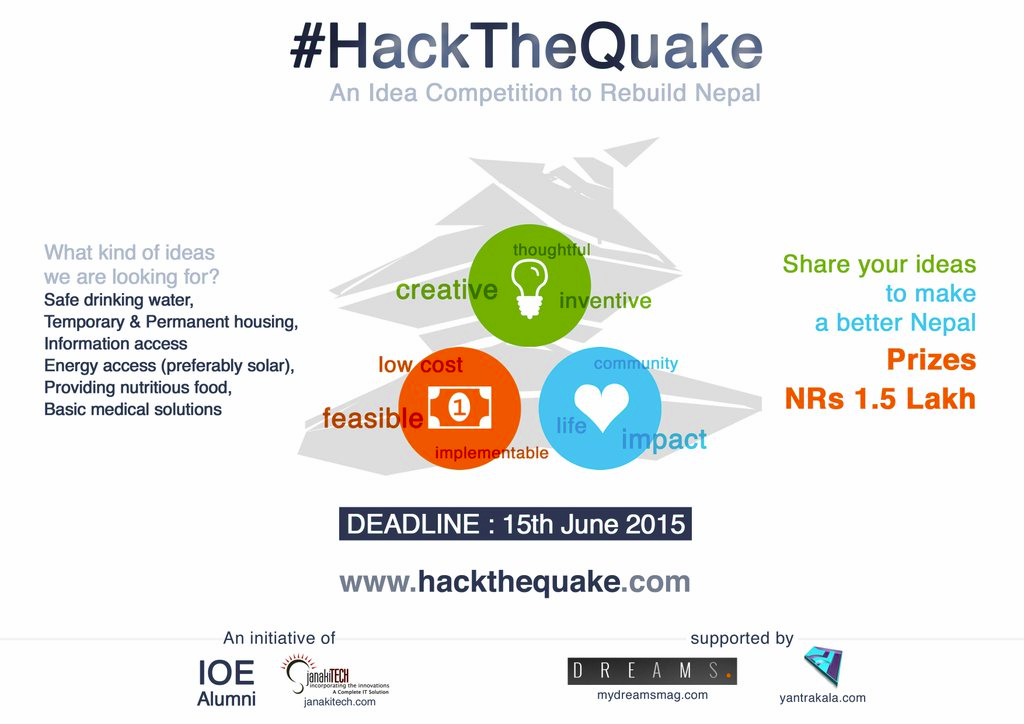 #HackTheQuake
An Idea Competition to Rebuild Nepal
What kind of ideas
we are looking for?
Safe drinking water,
Temporary & Permanent housing,
Information access
Energy access (preferably solar),
Providing nutritious food,
Basic medical solutions
thoughtful
creative
inventive
low cost
feasible
1
implementable
community
life
impact
Share your ideas
to make
a better Nepal
Prizes
NRs 1.5 Lakh
DEADLINE : 15th June 2015
www.hackthequake.com
An initiative of
IOE
Alumni
janakiTECH
incorporating the innovations
A Complete IT Solution
janakitech.com
supported by
DREAMS.
mydreamsmag.com
yantrakala.com